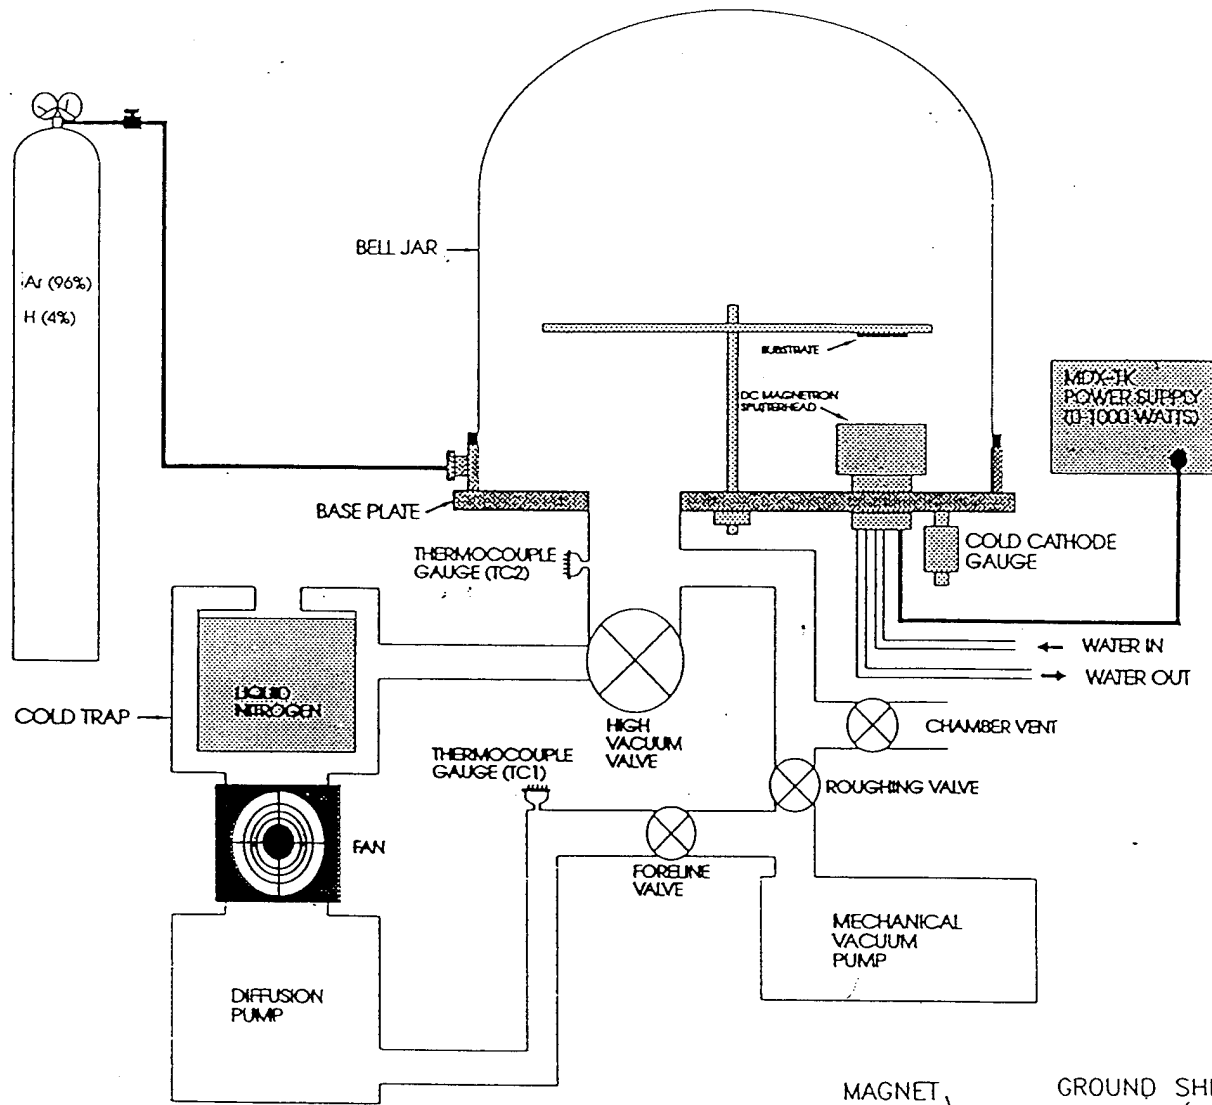 BELL JAR
Ar (96%)
H (4%)
SUBSTRATE
DC MAGNETRON
SPUTTERHEAD
MDX-1K
POWER SUPPLY
(0-1000 WATTS)
BASE PLATE
THERMOCOUPLE
GAUGE (TC2)
COLD CATHODE
GAUGE
WATER IN
WATER OUT
LIQUID
NITROGEN
COLD TRAP
HIGH
VACUUM
VALVE
CHAMBER VENT
THERMOCOUPLE
GAUGE (TC1)
ROUGHING VALVE
FAN
FORELINE
VALVE
MECHANICAL
VACUUM
PUMP
DIFFUSION
PUMP
MAGNET
GROUND SH